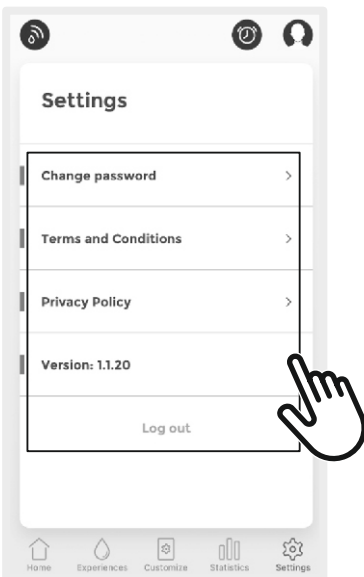 Settings
Change password
Terms and Conditions
Privacy Policy
Version: 1.1.20
Log out
Home Experiences Customize Statistics Settings